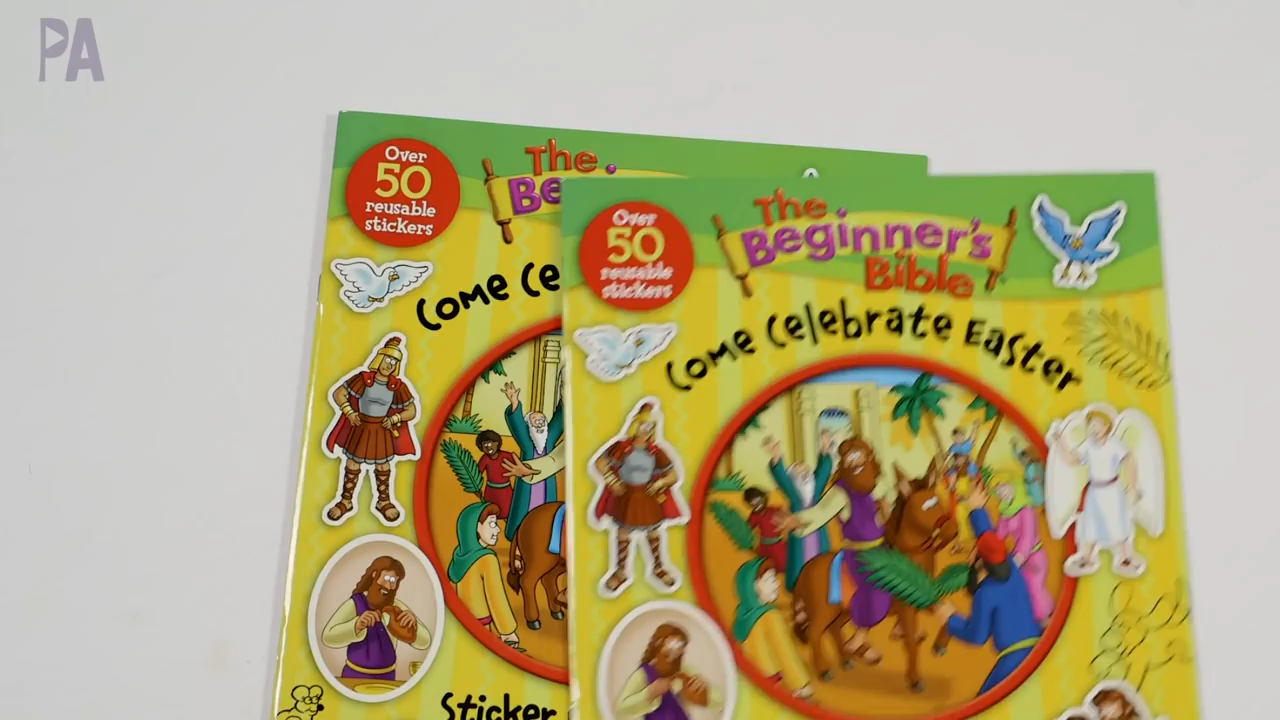 PA
Over
50
reusable
stickers
The
Be
Come Ce
Sticker
Over
50
reusable
stickers
The
Beginner's
Bible
Come Celebrate Easter